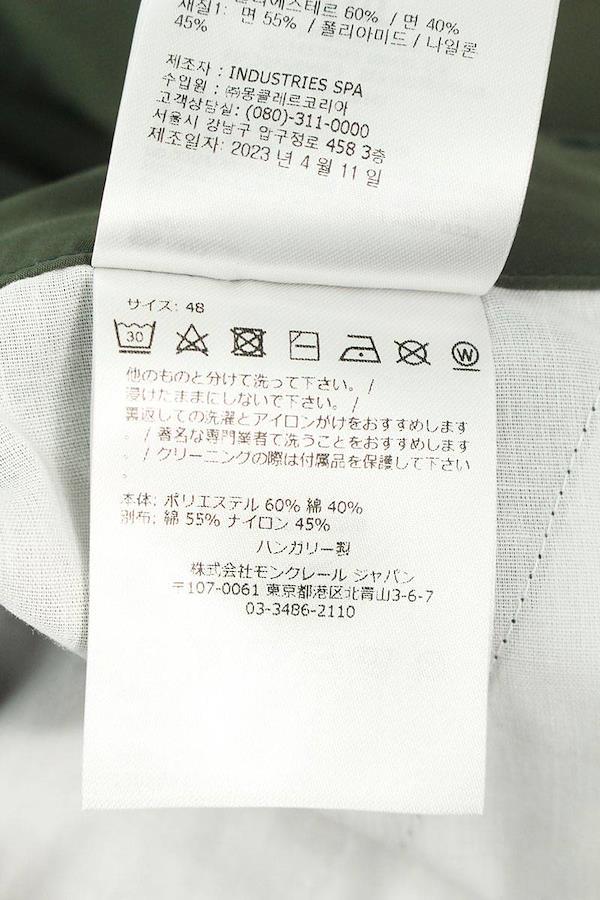 폴리에스테르 60% / 면 40%
재질1: 면 55% / 폴리아미드 / 나일론
45%
제조자 : INDUSTRIES SPA
수입원 : ㈜몽클레르코리아
고객상담실: (080)-311-0000
서울시 강남구 압구정로 458 3층
제조일자: 2023 년 4 월 11 일
サイズ: 48
30
W
他のものと分けて洗って下さい。 /
浸けたままにしないで下さい。 /
裏返しての洗濯とアイロンがけをおすすめします
。 / 著名な専門業者で洗うことをおすすめします
。 / クリーニングの際は付属品を保護して下さい
。
本体: ポリエステル 60% 綿 40%
別布: 綿 55% ナイロン 45%
ハンガリー製
株式会社モンクレール ジャパン
〒107-0061 東京都港区北青山3-6-7
03-3486-2110